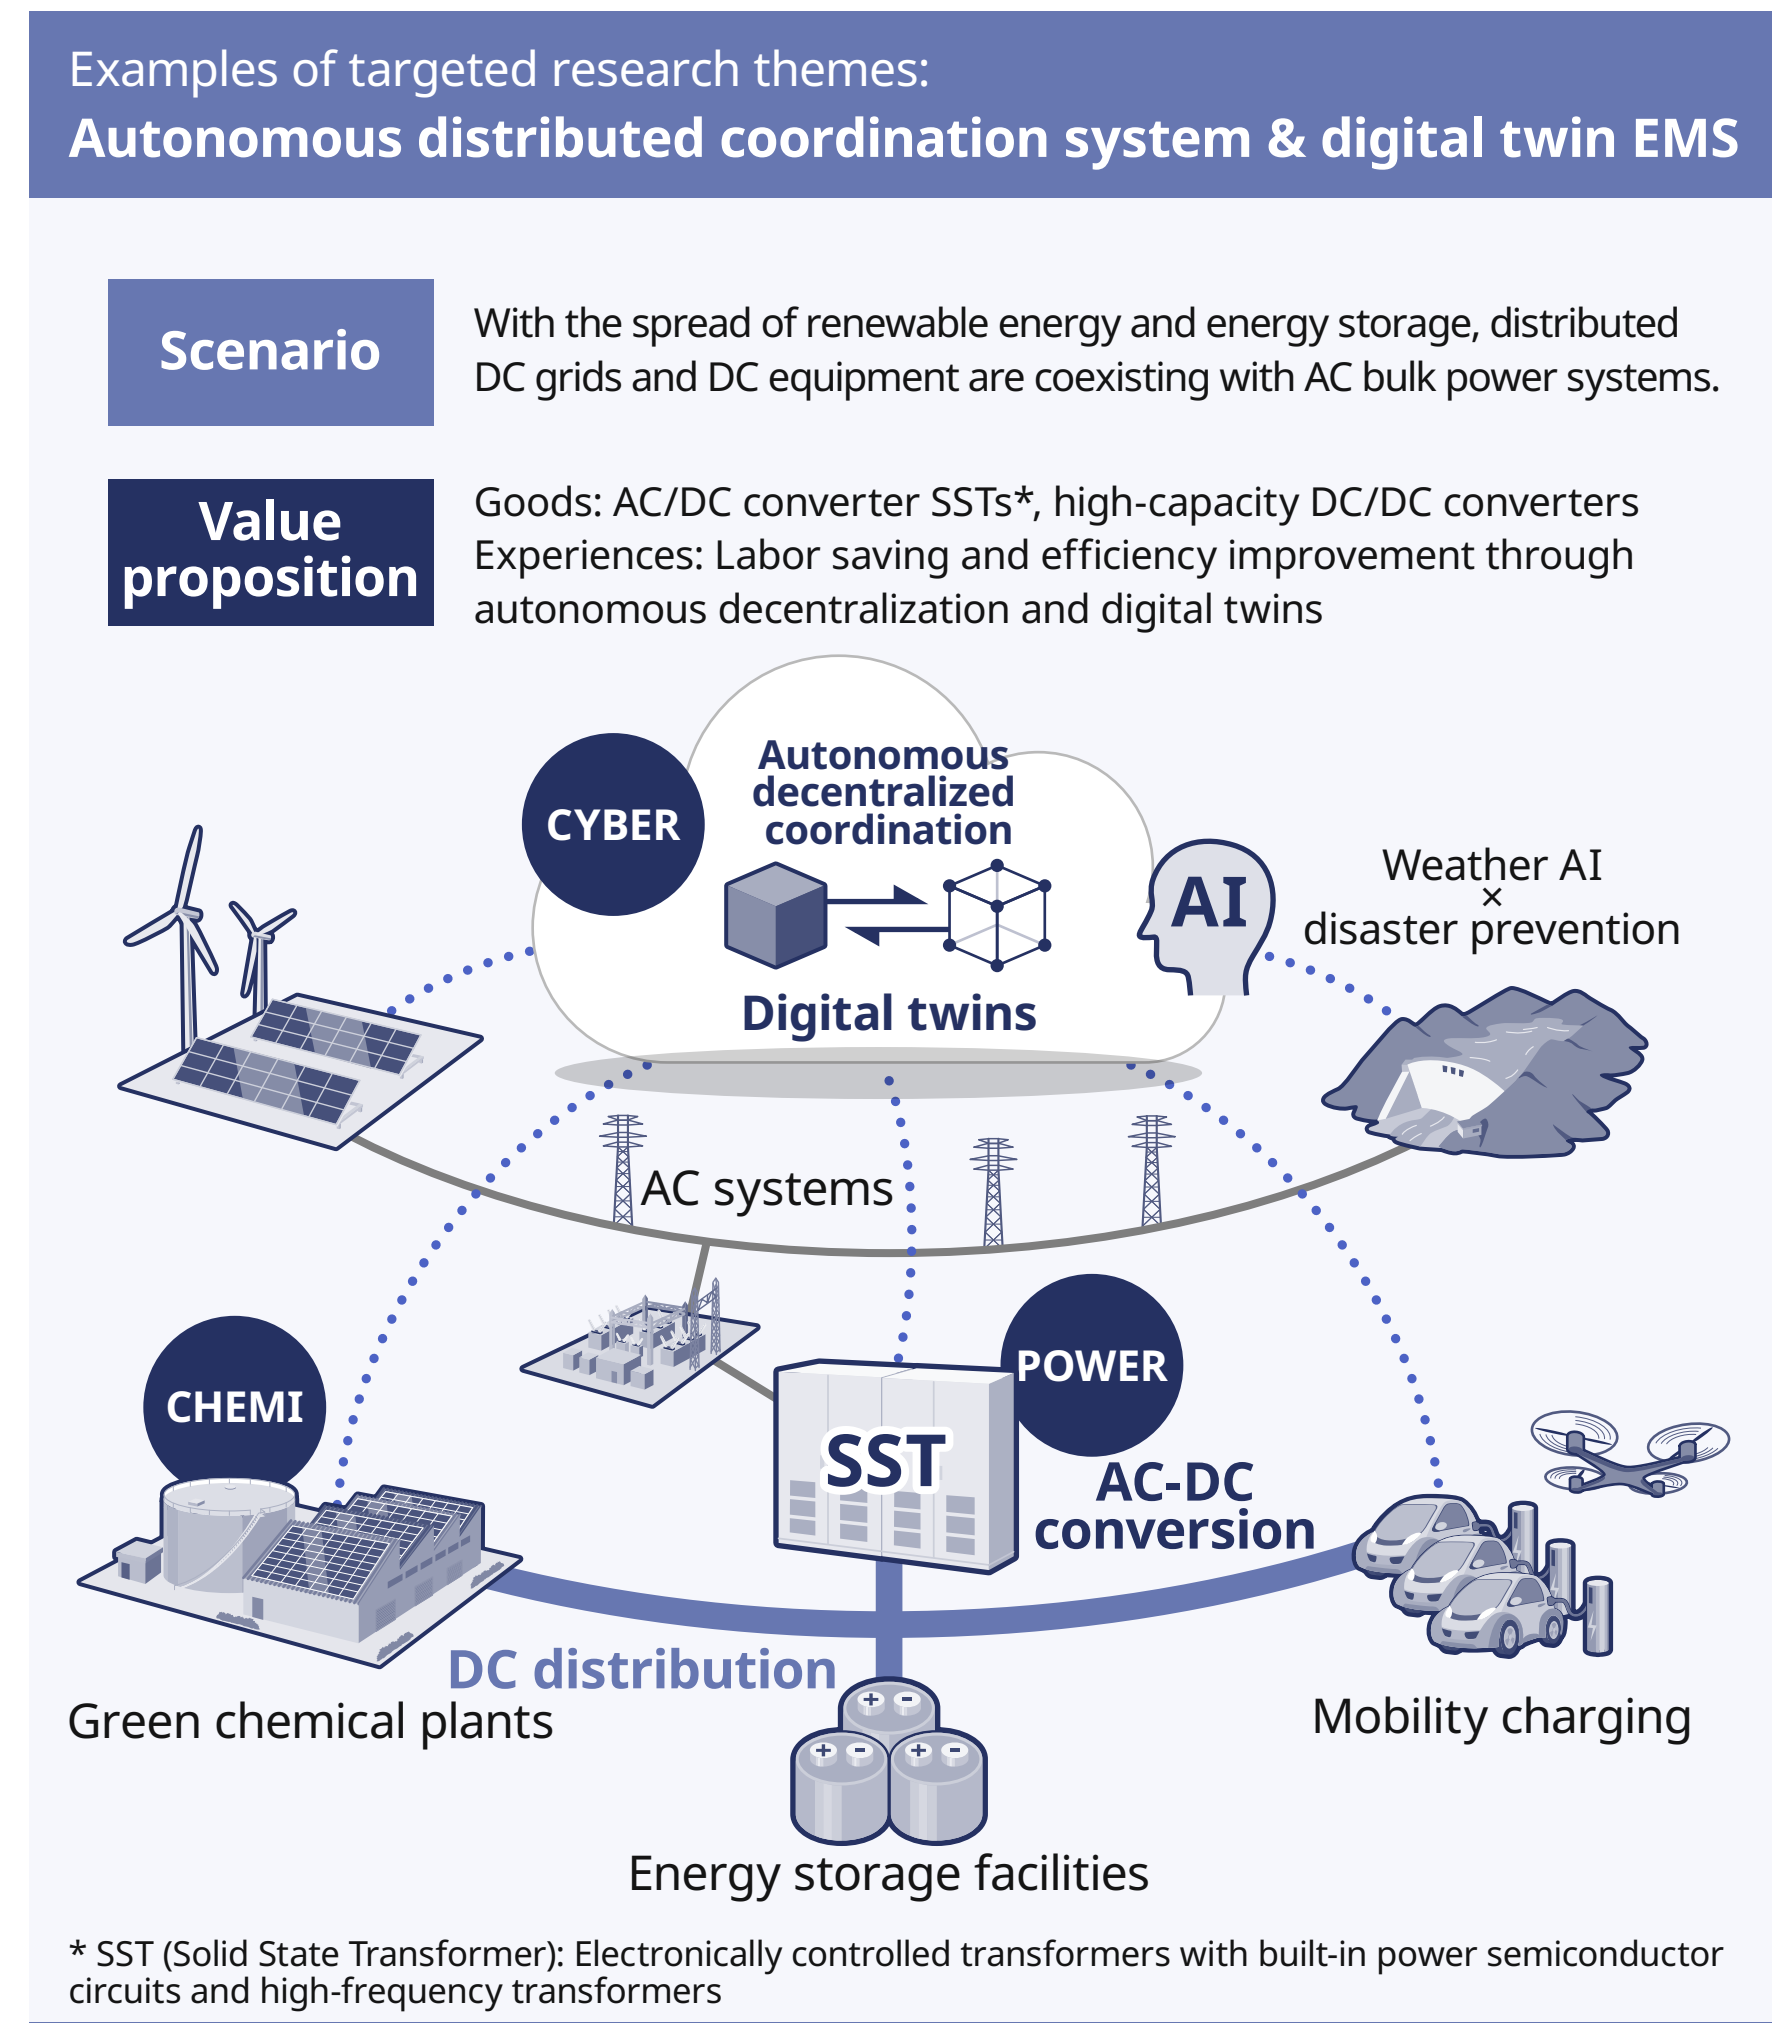 Examples of targeted research themes:
Autonomous distributed coordination system & digital twin EMS
Scenario
With the spread of renewable energy and energy storage, distributed
DC grids and DC equipment are coexisting with AC bulk power systems.
Value
proposition
Goods: AC/DC converter SSTs*, high-capacity DC/DC converters
Experiences: Labor saving and efficiency improvement through
autonomous decentralization and digital twins
CYBER
Autonomous
decentralized
coordination
Digital twins
AI
Weather AI
×
disaster prevention
AC systems
CHEMI
POWER
SST
AC-DC
conversion
DC distribution
Green chemical plants
Mobility charging
+ -
+ - + -
Energy storage facilities
* SST (Solid State Transformer): Electronically controlled transformers with built-in power semiconductor
circuits and high-frequency transformers